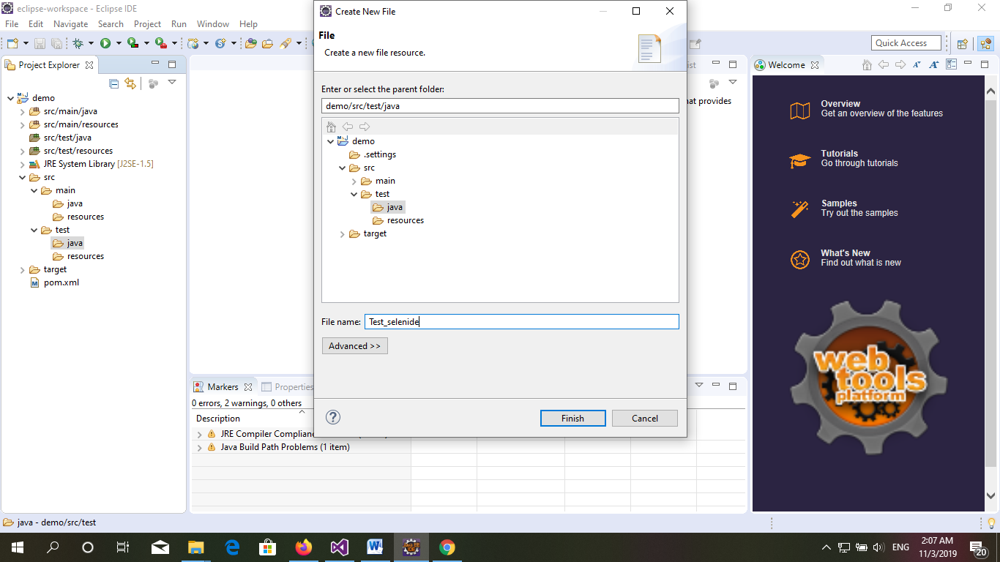 eclipse-workspace - Eclipse IDE
File Edit Navigate Search Project Run Window Help
Quick Access
Project Explorer
demo
src/main/java
src/main/resources
src/test/java
src/test/resources
JRE System Library [J2SE-1.5]
src
main
java
resources
test
java
resources
target
pom.xml
Create New File
File
Create a new file resource.
Enter or select the parent folder:
demo/src/test/java
demo
.settings
src
main
test
java
resources
target
File name: Test_selenide
Advanced >>
? Finish Cancel
that provides
Markers Properties
0 errors, 2 warnings, 0 others
Description
JRE Compiler Complianc
Java Build Path Problems (1 item)
Welcome
Overview
Get an overview of the features
Tutorials
Go through tutorials
Samples
Try out the samples
What's New
Find out what is new
web
tools
platform
java - demo/src/test
JAVA EE
IDE
ENG
2:07 AM
11/3/2019
20